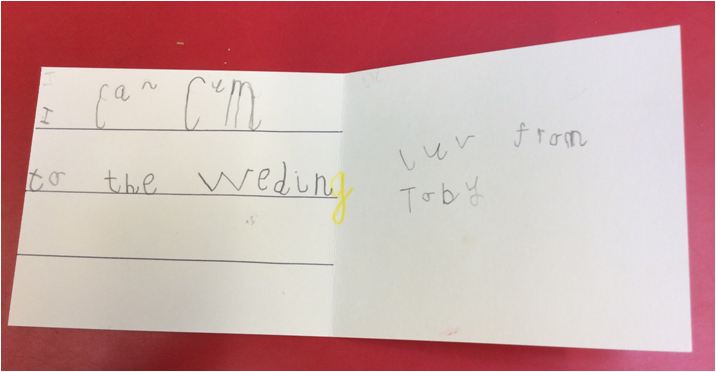 I can cum
to the weding
luv from
Toby